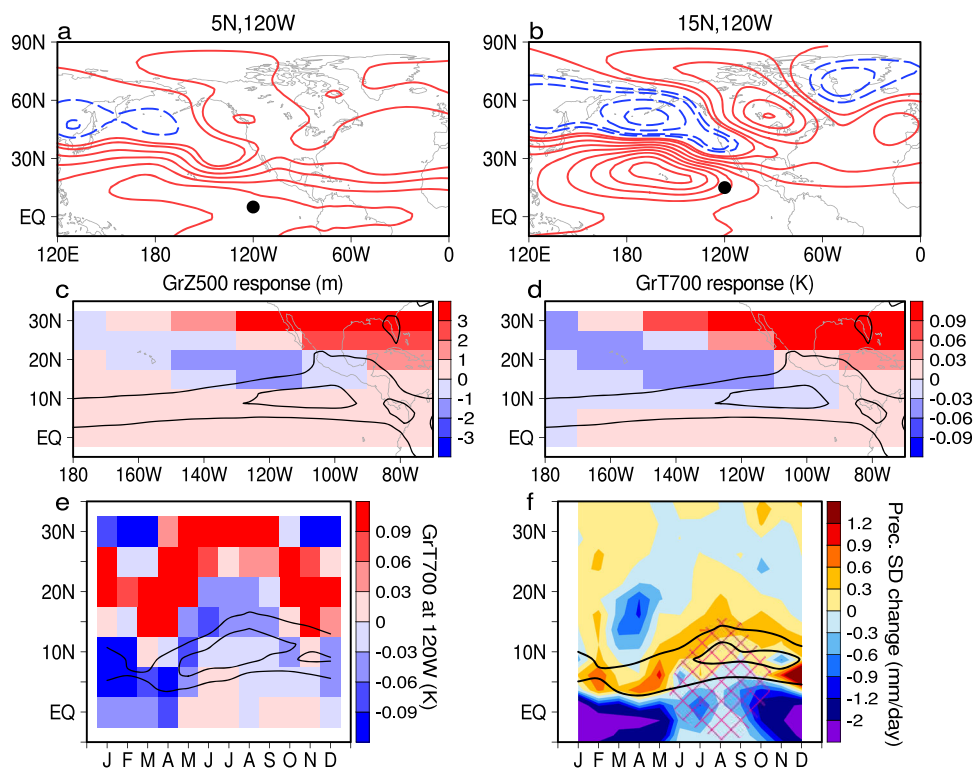 5N,120W
15N,120W
a
b
90N
60N
30N
EQ
120E 180 120W 60W 0
90N
60N
30N
EQ
120E 180 120W 60W 0
c GrZ500 response (m)
d GrT700 response (K)
30N
20N
10N
EQ
180 160W 140W 120W 100W 80W
3
2
1
0
-1
-2
-3
30N
20N
10N
EQ
180 160W 140W 120W 100W 80W
0.09
0.06
0.03
0
-0.03
-0.06
-0.09
e
30N
20N
10N
EQ
J F M A M J J A S O N D
0.09
0.06
0.03
0
-0.03
-0.06
-0.09
GrT700 at 120W (K)
f
30N
20N
10N
EQ
J F M A M J J A S O N D
1.2
0.9
0.6
0.3
0
-0.3
-0.6
-0.9
-1.2
-2
Prec. SD change (mm/day)